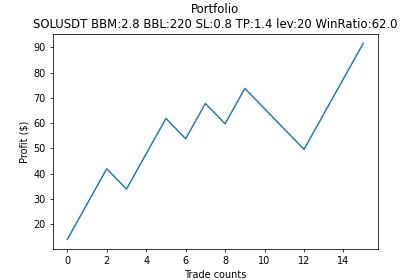 Portfolio
SOLUSDT BBM:2.8 BBL:220 SL:0.8 TP:1.4 lev:20 WinRatio:62.0
90
80
70
60
50
40
30
20
Profit ($)
0 2 4 6 8 10 12 14
Trade counts